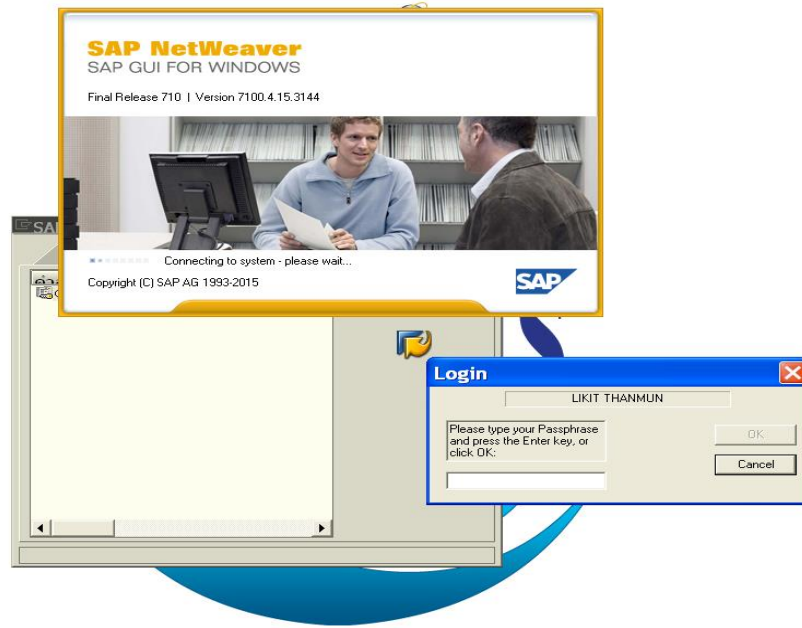 SAP NetWeaver
SAP GUI FOR WINDOWS
Final Release 710 | Version 7100.4.15.3144
Connecting to system - please wait...
Copyright (C) SAP AG 1993-2015
SAP
Login
LIKIT THANMUN
Please type your Passphrase
and press the Enter key, or
click OK:
OK
Cancel